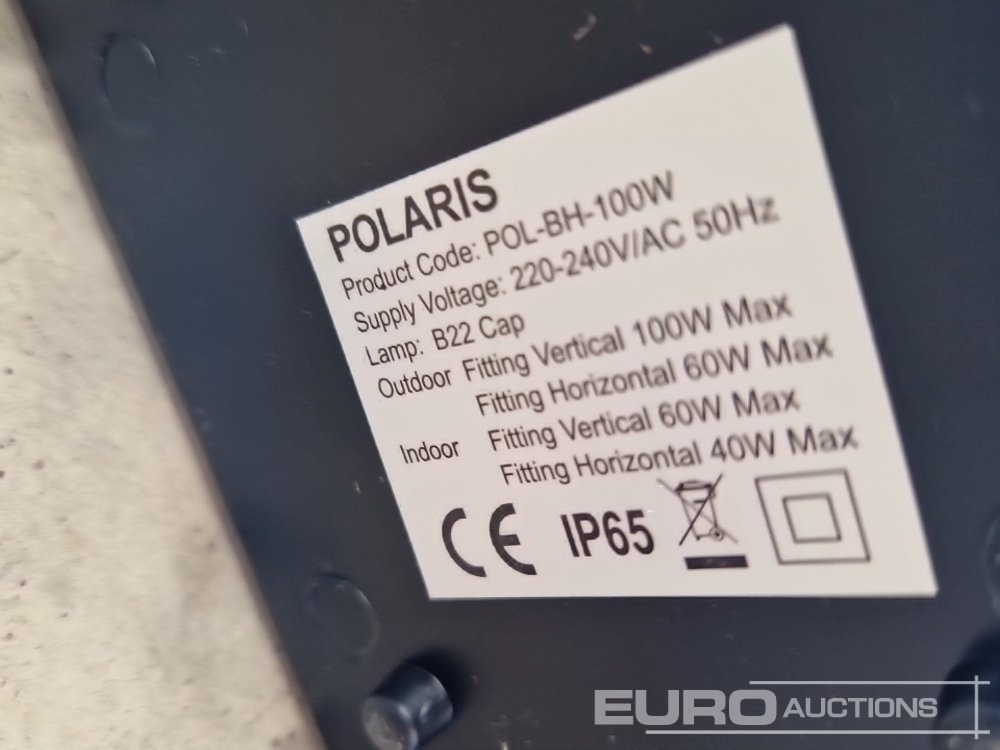 POLARIS
Product Code: POL-BH-100W
Supply Voltage: 220-240V/AC 50Hz
Lamp: B22 Cap
Outdoor Fitting Vertical 100W Max
Fitting Horizontal 60W Max
Indoor Fitting Vertical 60W Max
Fitting Horizontal 40W Max
CE IP65
EURO AUCTIONS